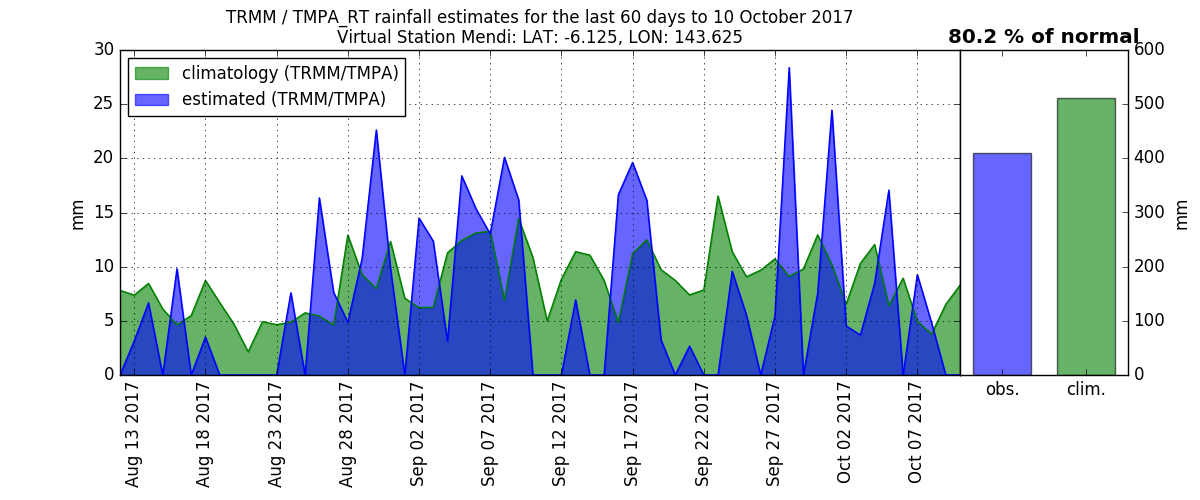 TRMM / TMPA_RT rainfall estimates for the last 60 days to 10 October 2017
Virtual Station Mendi: LAT: -6.125, LON: 143.625
80.2 % of normal
climatology (TRMM/TMPA)
estimated (TRMM/TMPA)
30
25
20
15
10
5
0
mm
Aug 13 2017
Aug 18 2017
Aug 23 2017
Aug 28 2017
Sep 02 2017
Sep 07 2017
Sep 12 2017
Sep 17 2017
Sep 22 2017
Sep 27 2017
Oct 02 2017
Oct 07 2017
obs.
clim.
600
500
400
300
200
100
0
mm